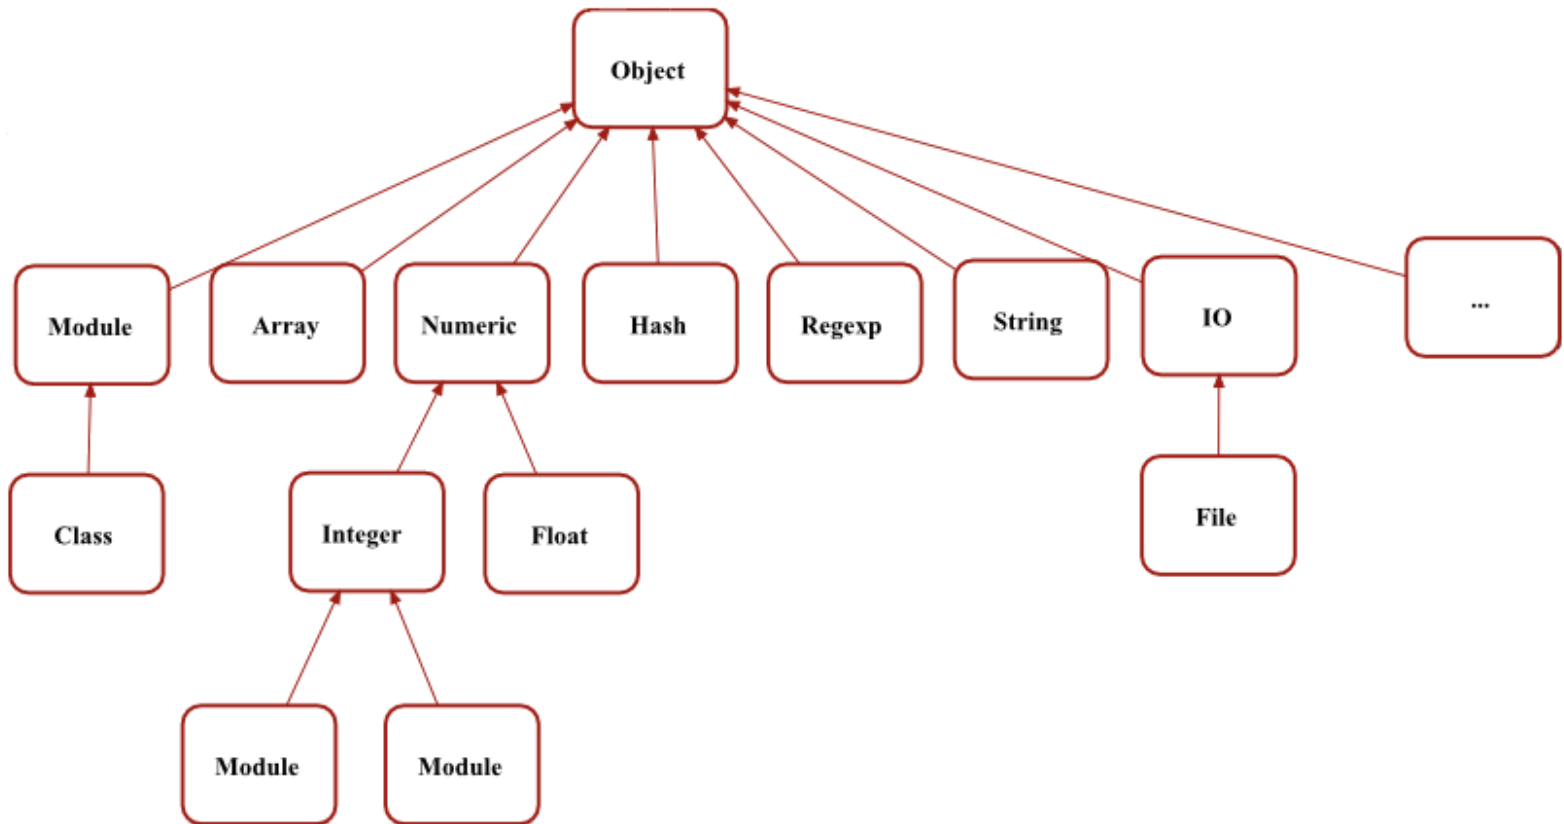 Object
Module
Array
Numeric
Hash
Regexp
String
IO
...
Class
Integer
Float
File
Module
Module